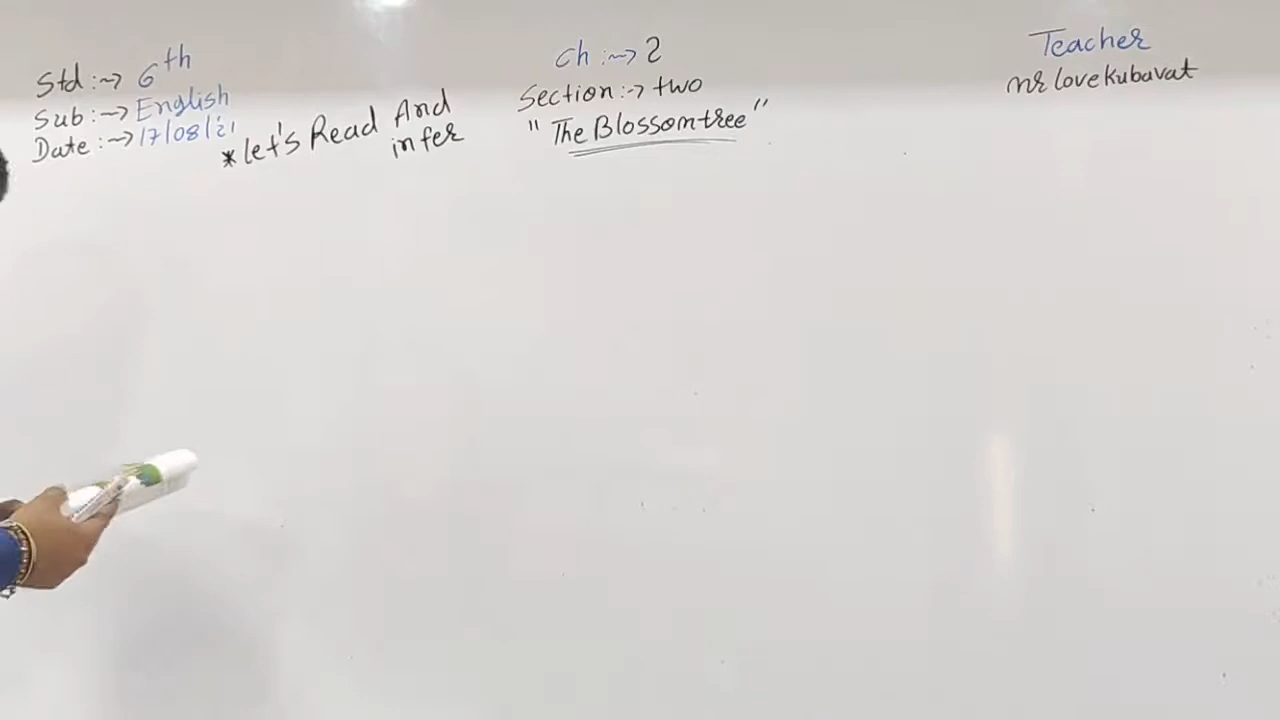 Std :~> 6th
Sub :~> English
Date :~> 17/08/21
*Let's Read And
infer
Ch :~> 2
Section :-> two
"The Blossom tree"
Teacher
mr love kubavat